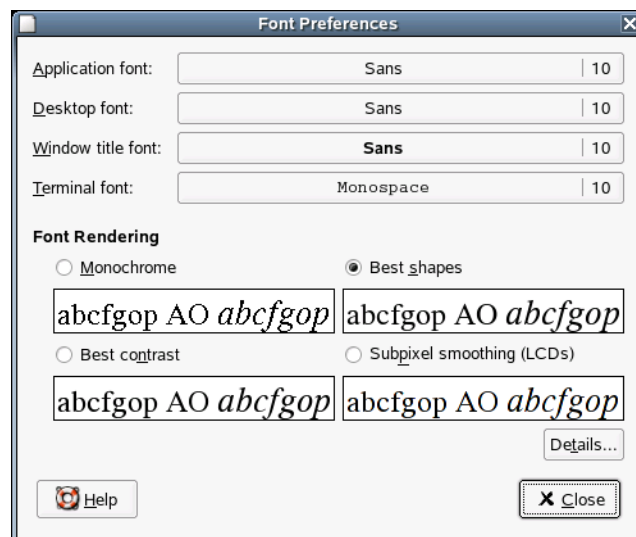 Font Preferences
Application font: Sans 10
Desktop font: Sans 10
Window title font: Sans 10
Terminal font: Monospace 10
Font Rendering
Monochrome Best shapes
abcfgop AO abcfgop abcfgop AO abcfgop
Best contrast Subpixel smoothing (LCDs)
abcfgop AO abcfgop abcfgop AO abcfgop
Details...
Help Close